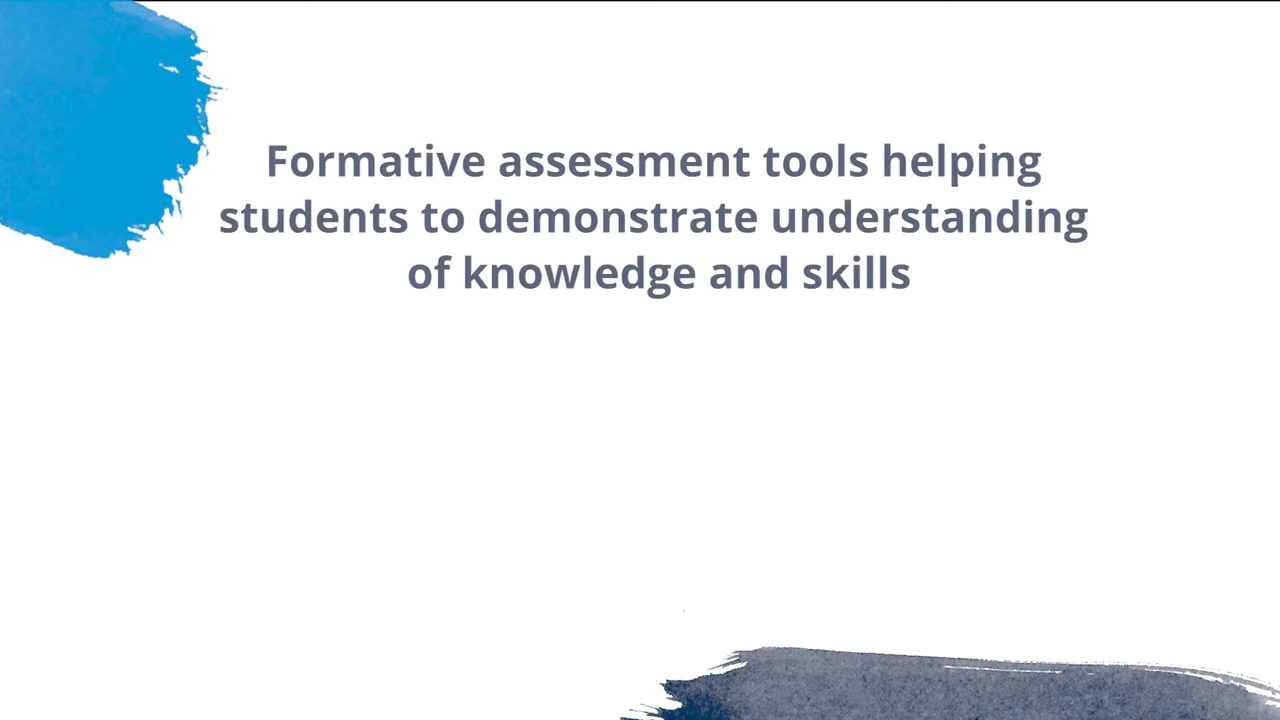 Formative assessment tools helping
students to demonstrate understanding
of knowledge and skills